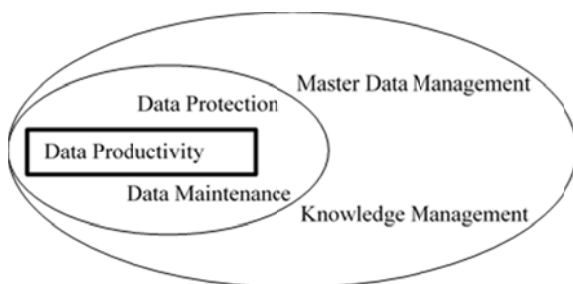 Master Data Management
Data Protection
Data Productivity
Data Maintenance
Knowledge Management